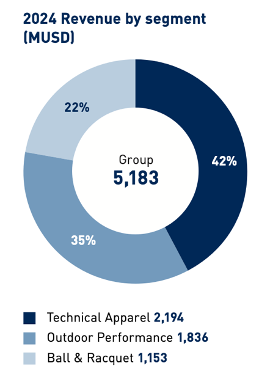 2024 Revenue by segment
(MUSD)
22%
42%
Group
5,183
35%
Technical Apparel 2,194
Outdoor Performance 1,836
Ball & Racquet 1,153